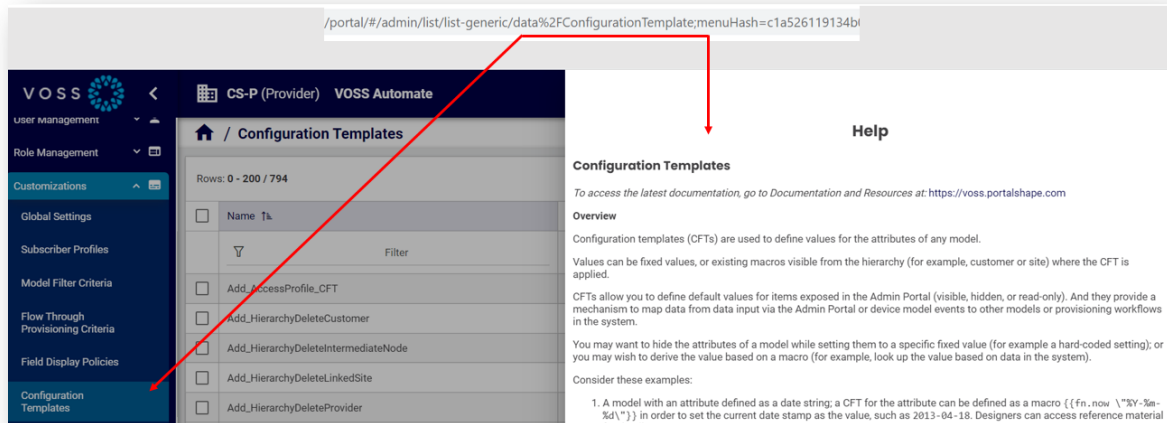 /portal/#/admin/list/list-generic/data%2FConfigurationTemplate;menuHash=c1a526119134b
VOSS
CS-P (Provider) VOSS Automate
User Management
/ Configuration Templates
Role Management
Rows: 0 - 200 / 794
Customizations
Name
Global Settings
Filter
Subscriber Profiles
Model Filter Criteria
Add_AccessProfile_CFT
Flow Through
Provisioning Criteria
Add_HierarchyDeleteCustomer
Add_HierarchyDeleteIntermediateNode
Field Display Policies
Add_HierarchyDeleteLinkedSite
Configuration
Templates
Add_HierarchyDeleteProvider
Help
Configuration Templates
To access the latest documentation, go to Documentation and Resources at: https://voss.portalshape.com
Overview
Configuration templates (CFTs) are used to define values for the attributes of any model.
Values can be fixed values, or existing macros visible from the hierarchy (for example, customer or site) where the CFT is
applied.
CFTs allow you to define default values for items exposed in the Admin Portal (visible, hidden, or read-only). And they provide a
mechanism to map data from data input via the Admin Portal or device model events to other models or provisioning workflows
in the system.
You may want to hide the attributes of a model while setting them to a specific fixed value (for example a hard-coded setting); or
you may wish to derive the value based on a macro (for example, look up the value based on data in the system).
Consider these examples:
1. A model with an attribute defined as a date string; a CFT for the attribute can be defined as a macro {{fn.now \"%Y-%m-
%d\"}} in order to set the current date stamp as the value, such as 2013-04-18. Designers can access reference material